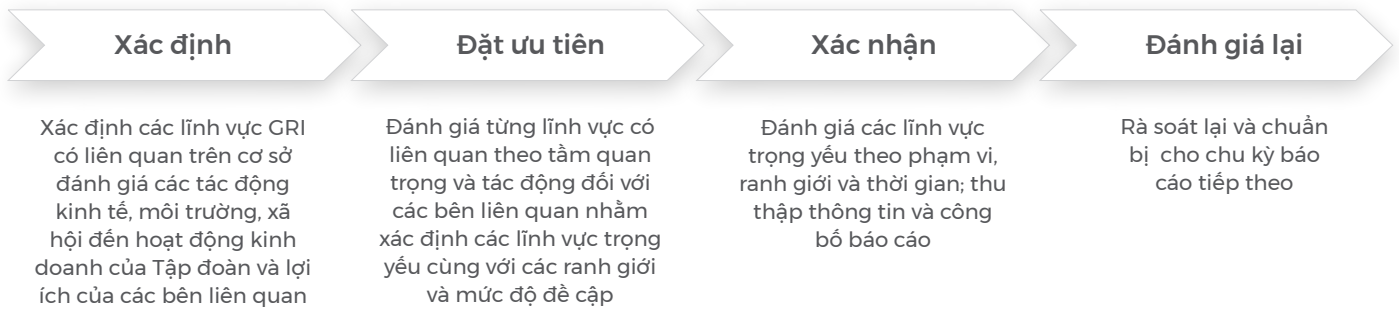 Xác định
Đặt ưu tiên
Xác nhận
Đánh giá lại
Xác định các lĩnh vực GRI
có liên quan trên cơ sở
đánh giá các tác động
kinh tế, môi trường, xã
hội đến hoạt động kinh
doanh của Tập đoàn và lợi
ích của các bên liên quan
Đánh giá từng lĩnh vực có
liên quan theo tầm quan
trọng và tác động đối với
các bên liên quan nhằm
xác định các lĩnh vực trọng
yếu cùng với các ranh giới
và mức độ đề cập
Đánh giá các lĩnh vực
trọng yếu theo phạm vi,
ranh giới và thời gian; thu
thập thông tin và công
bố báo cáo
Rà soát lại và chuẩn
bị cho chu kỳ báo
cáo tiếp theo